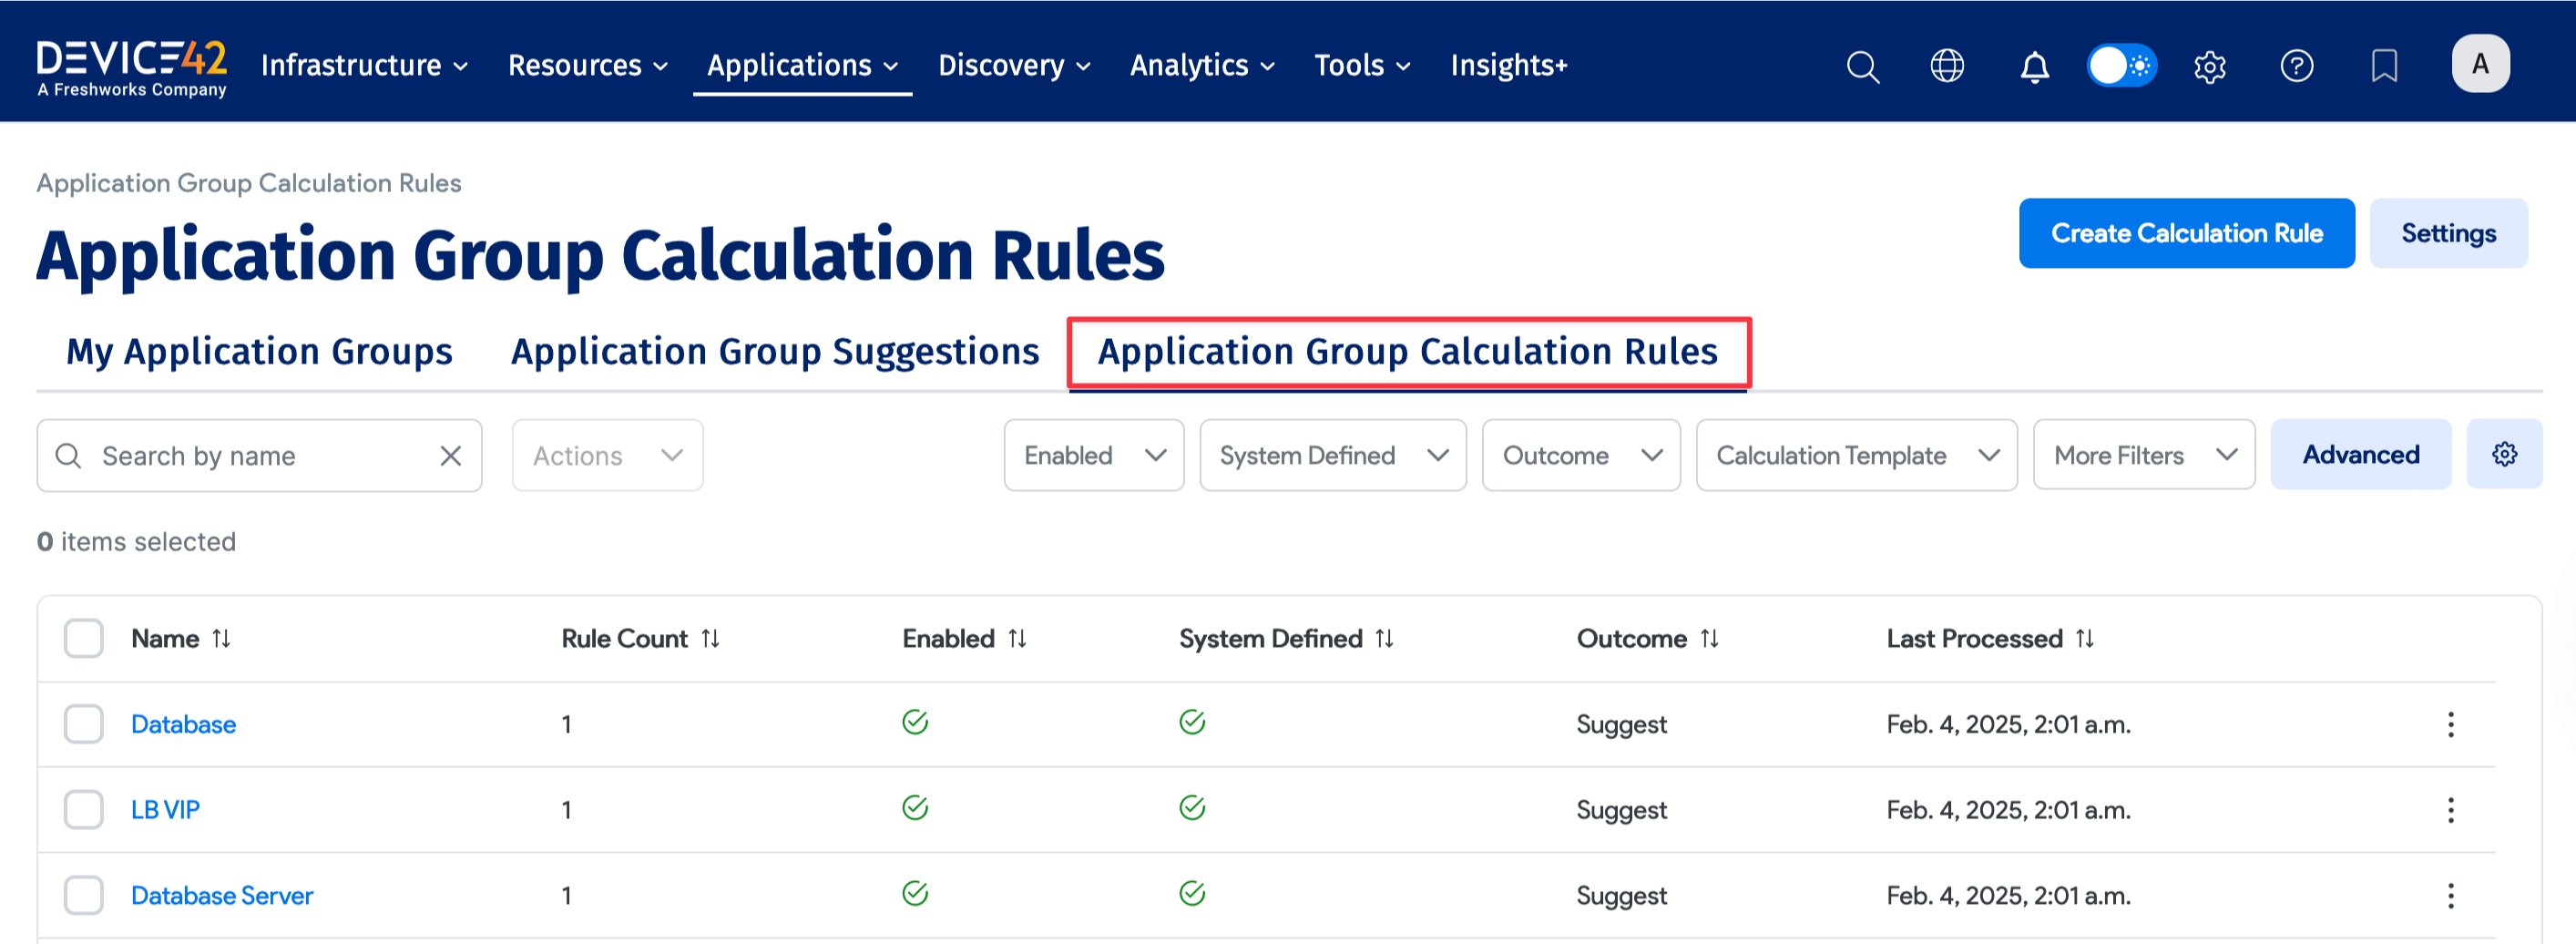 DEVICE42
A Freshworks Company
Infrastructure Resources Applications Discovery Analytics Tools Insights+ A
Application Group Calculation Rules
Application Group Calculation Rules
Create Calculation Rule Settings
My Application Groups Application Group Suggestions Application Group Calculation Rules
Search by name Actions Enabled System Defined Outcome Calculation Template More Filters Advanced
0 items selected
Name Rule Count Enabled System Defined Outcome Last Processed
Database 1 Suggest Feb. 4, 2025, 2:01 a.m.
LB VIP 1 Suggest Feb. 4, 2025, 2:01 a.m.
Database Server 1 Suggest Feb. 4, 2025, 2:01 a.m.